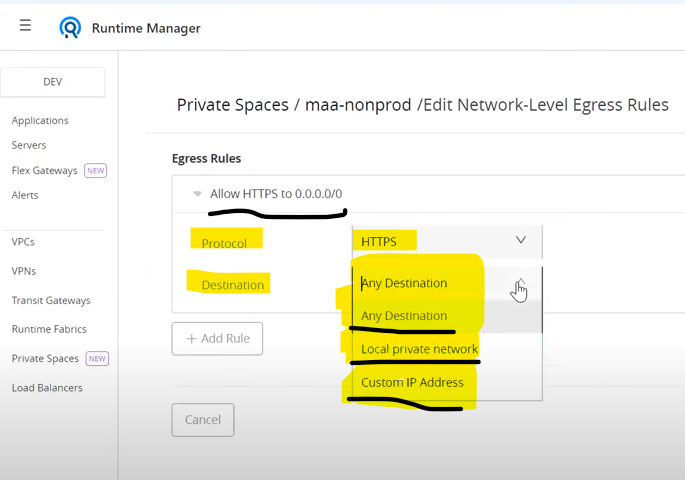 Runtime Manager
DEV
Applications
Servers
Flex Gateways NEW
Alerts
VPCs
VPNs
Transit Gateways
Runtime Fabrics
Private Spaces NEW
Load Balancers
Private Spaces / maa-nonprod /Edit Network-Level Egress Rules
Egress Rules
Allow HTTPS to 0.0.0.0/0
Protocol
HTTPS
Destination
Any Destination
Any Destination
Local private network
Custom IP Address
+ Add Rule
Cancel